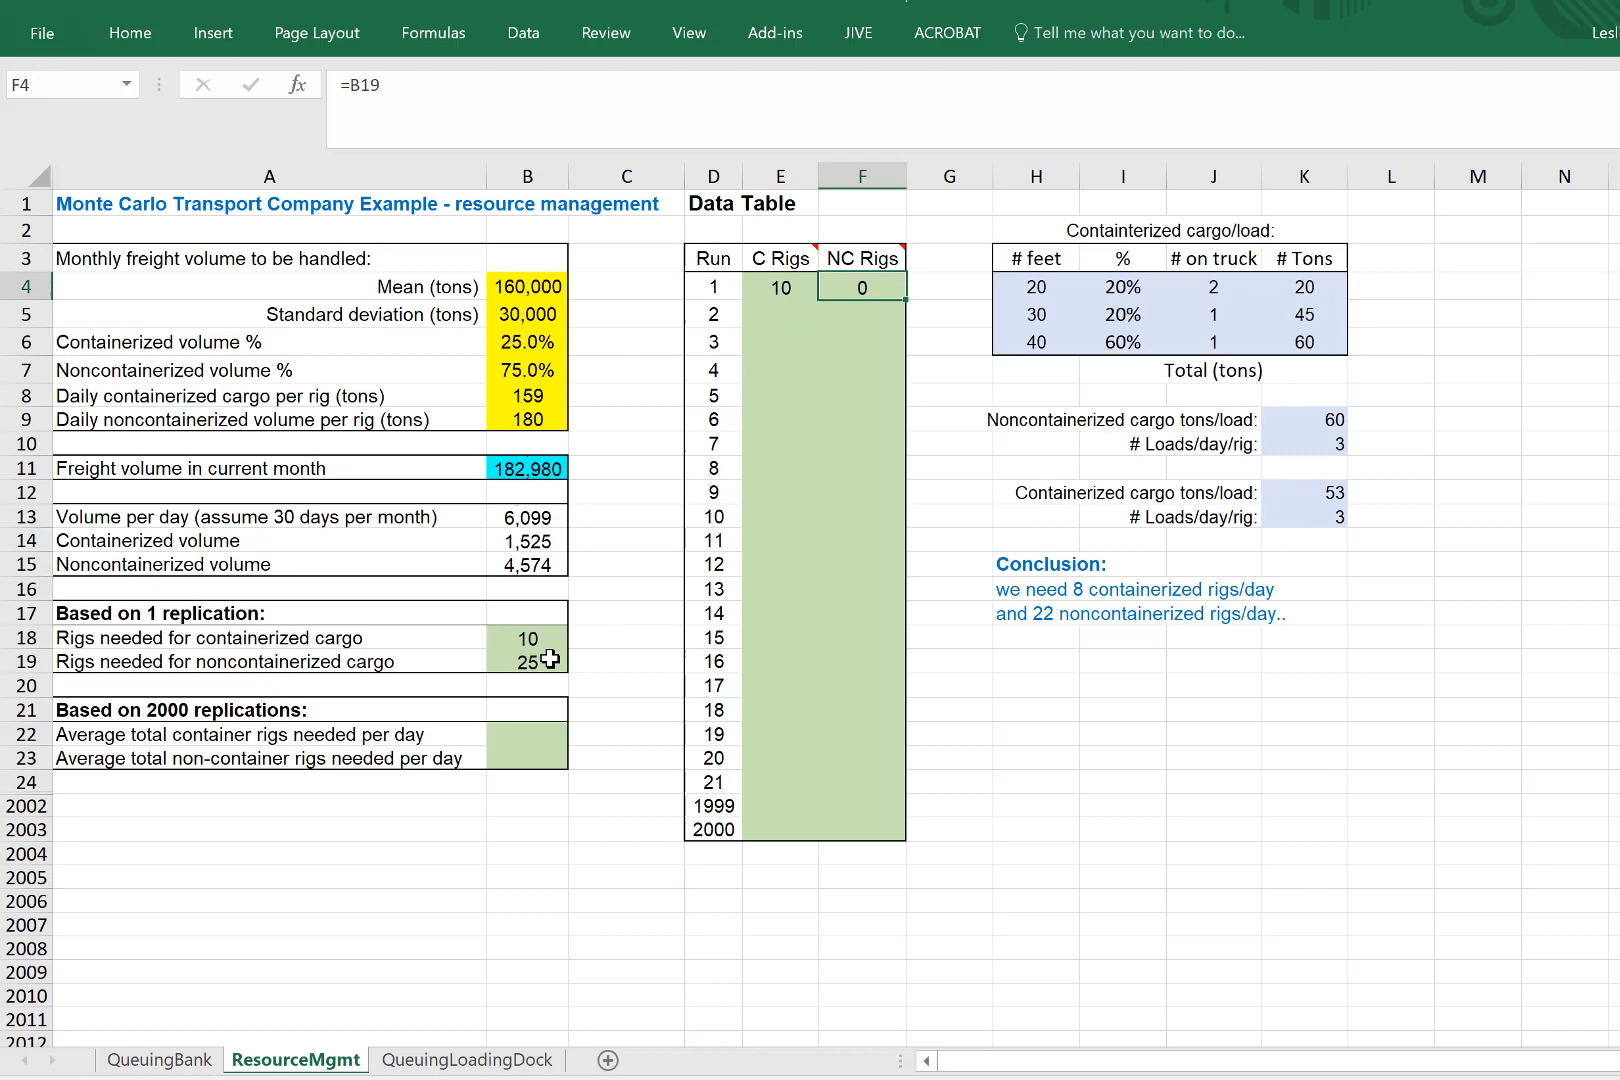 File Home Insert Page Layout Formulas Data Review View Add-ins JIVE ACROBAT Tell me what you want to do...
F4 fx =B19
A B C D E F G H I J K L M N
1 Monte Carlo Transport Company Example - resource management Data Table
2 Containterized cargo/load:
3 Monthly freight volume to be handled: Run C Rigs NC Rigs # feet % # on truck # Tons
4 Mean (tons) 160,000 1 10 0 20 20% 2 20
5 Standard deviation (tons) 30,000 2 30 20% 1 45
6 Containerized volume % 25.0% 3 40 60% 1 60
7 Noncontainerized volume % 75.0% 4 Total (tons)
8 Daily containerized cargo per rig (tons) 159 5
9 Daily noncontainerized volume per rig (tons) 180 6 Noncontainerized cargo tons/load: 60
10 7 # Loads/day/rig: 3
11 Freight volume in current month 182,980 8
12 9 Containerized cargo tons/load: 53
13 Volume per day (assume 30 days per month) 6,099 10 # Loads/day/rig: 3
14 Containerized volume 1,525 11
15 Noncontainerized volume 4,574 12 Conclusion:
16 13 we need 8 containerized rigs/day
17 Based on 1 replication: 14 and 22 noncontainerized rigs/day..
18 Rigs needed for containerized cargo 10 15
19 Rigs needed for noncontainerized cargo 25 16
20 17
21 Based on 2000 replications: 18
22 Average total container rigs needed per day 19
23 Average total non-container rigs needed per day 20
24 21
2002 1999
2003 2000
2004
2005
2006
2007
2008
2009
2010
2011
2012
QueuingBank ResourceMgmt QueuingLoadingDock